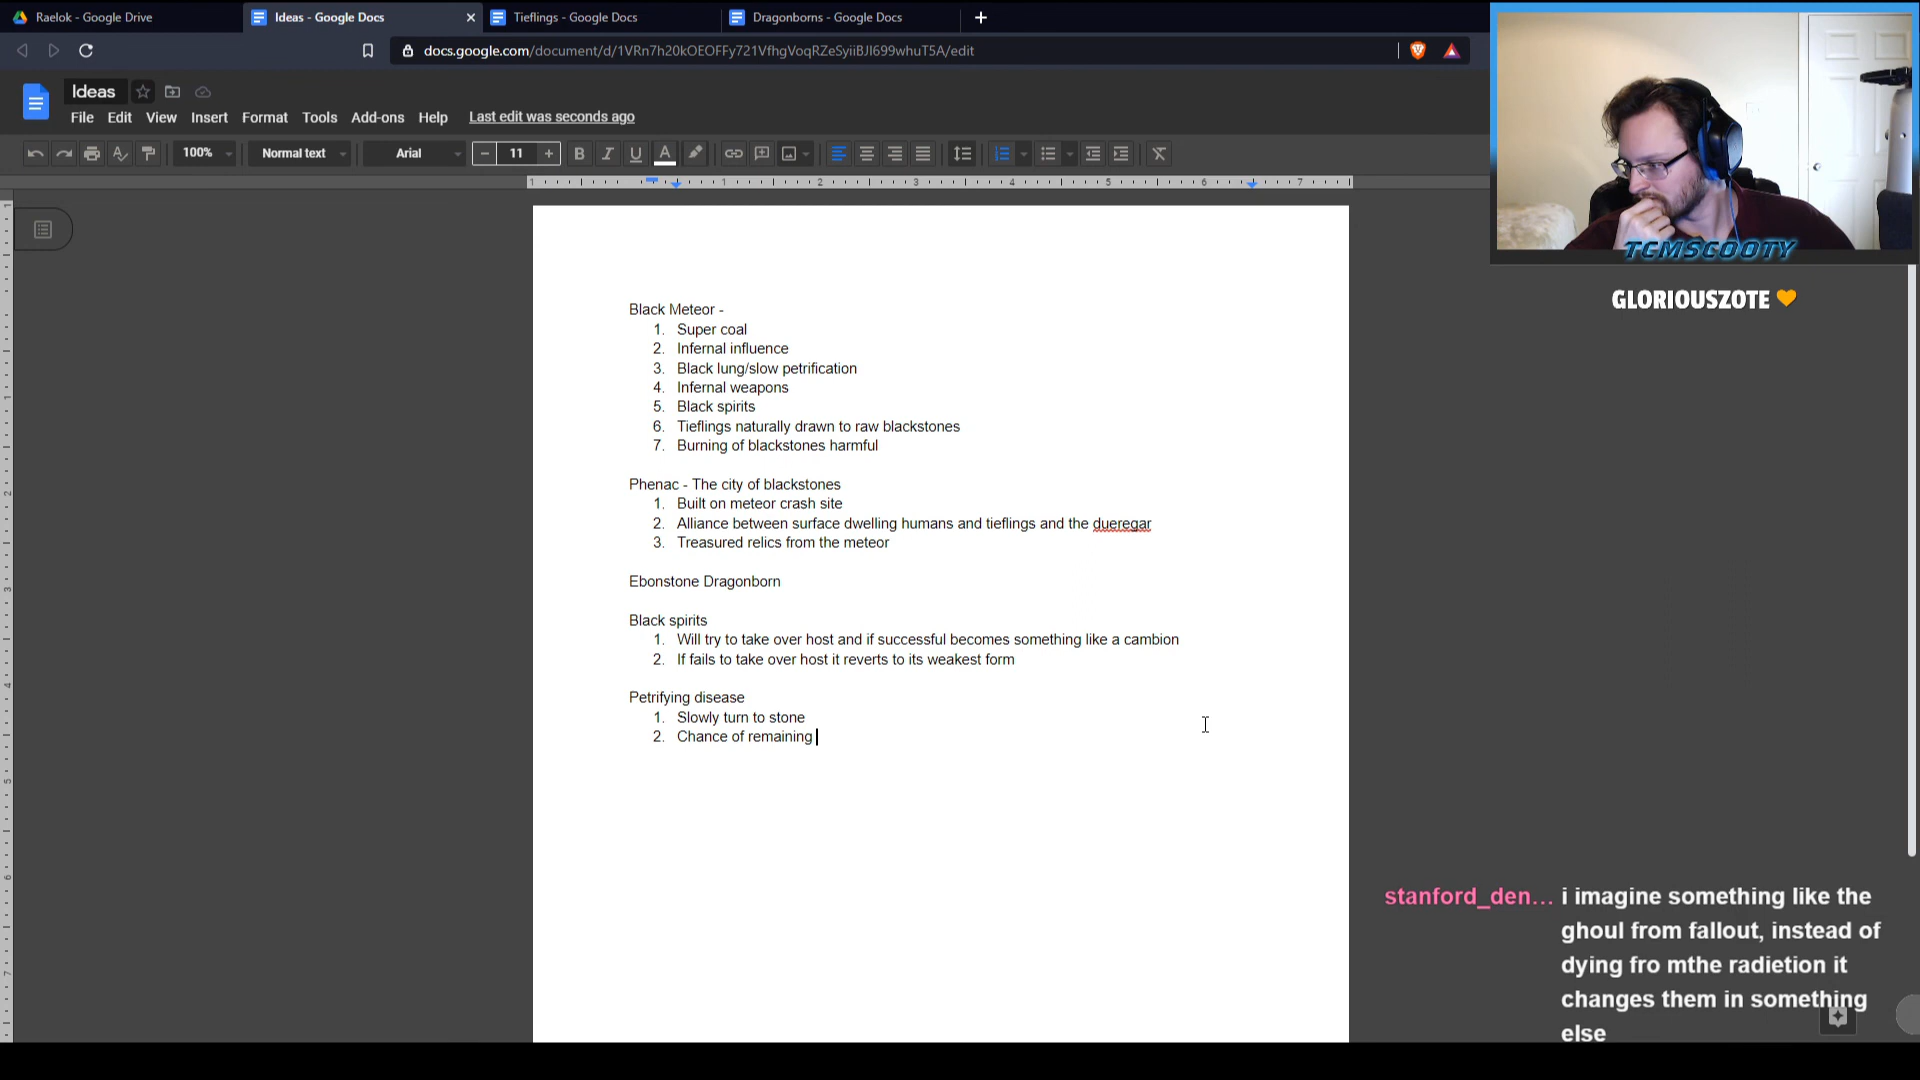 Raelok - Google Drive
Ideas - Google Docs
Tieflings - Google Docs
Dragonborns - Google Docs
docs.google.com/document/d/1VRn7h20kOEOFFy721VfhgVoqRZeSyiiBJI699whuT5A/edit
Ideas
File Edit View Insert Format Tools Add-ons Help Last edit was seconds ago
100% Normal text Arial 11 B I U A
1 1 2 3 4 5 6 7
Black Meteor -
1. Super coal
2. Infernal influence
3. Black lung/slow petrification
4. Infernal weapons
5. Black spirits
6. Tieflings naturally drawn to raw blackstones
7. Burning of blackstones harmful
Phenac - The city of blackstones
1. Built on meteor crash site
2. Alliance between surface dwelling humans and tieflings and the dueregar
3. Treasured relics from the meteor
Ebonstone Dragonborn
Black spirits
1. Will try to take over host and if successful becomes something like a cambion
2. If fails to take over host it reverts to its weakest form
Petrifying disease
1. Slowly turn to stone
2. Chance of remaining
TCMSCOOTY
GLORIOUSZOTE
stanford_den... i imagine something like the
ghoul from fallout, instead of
dying fro mthe radietion it
changes them in something
else